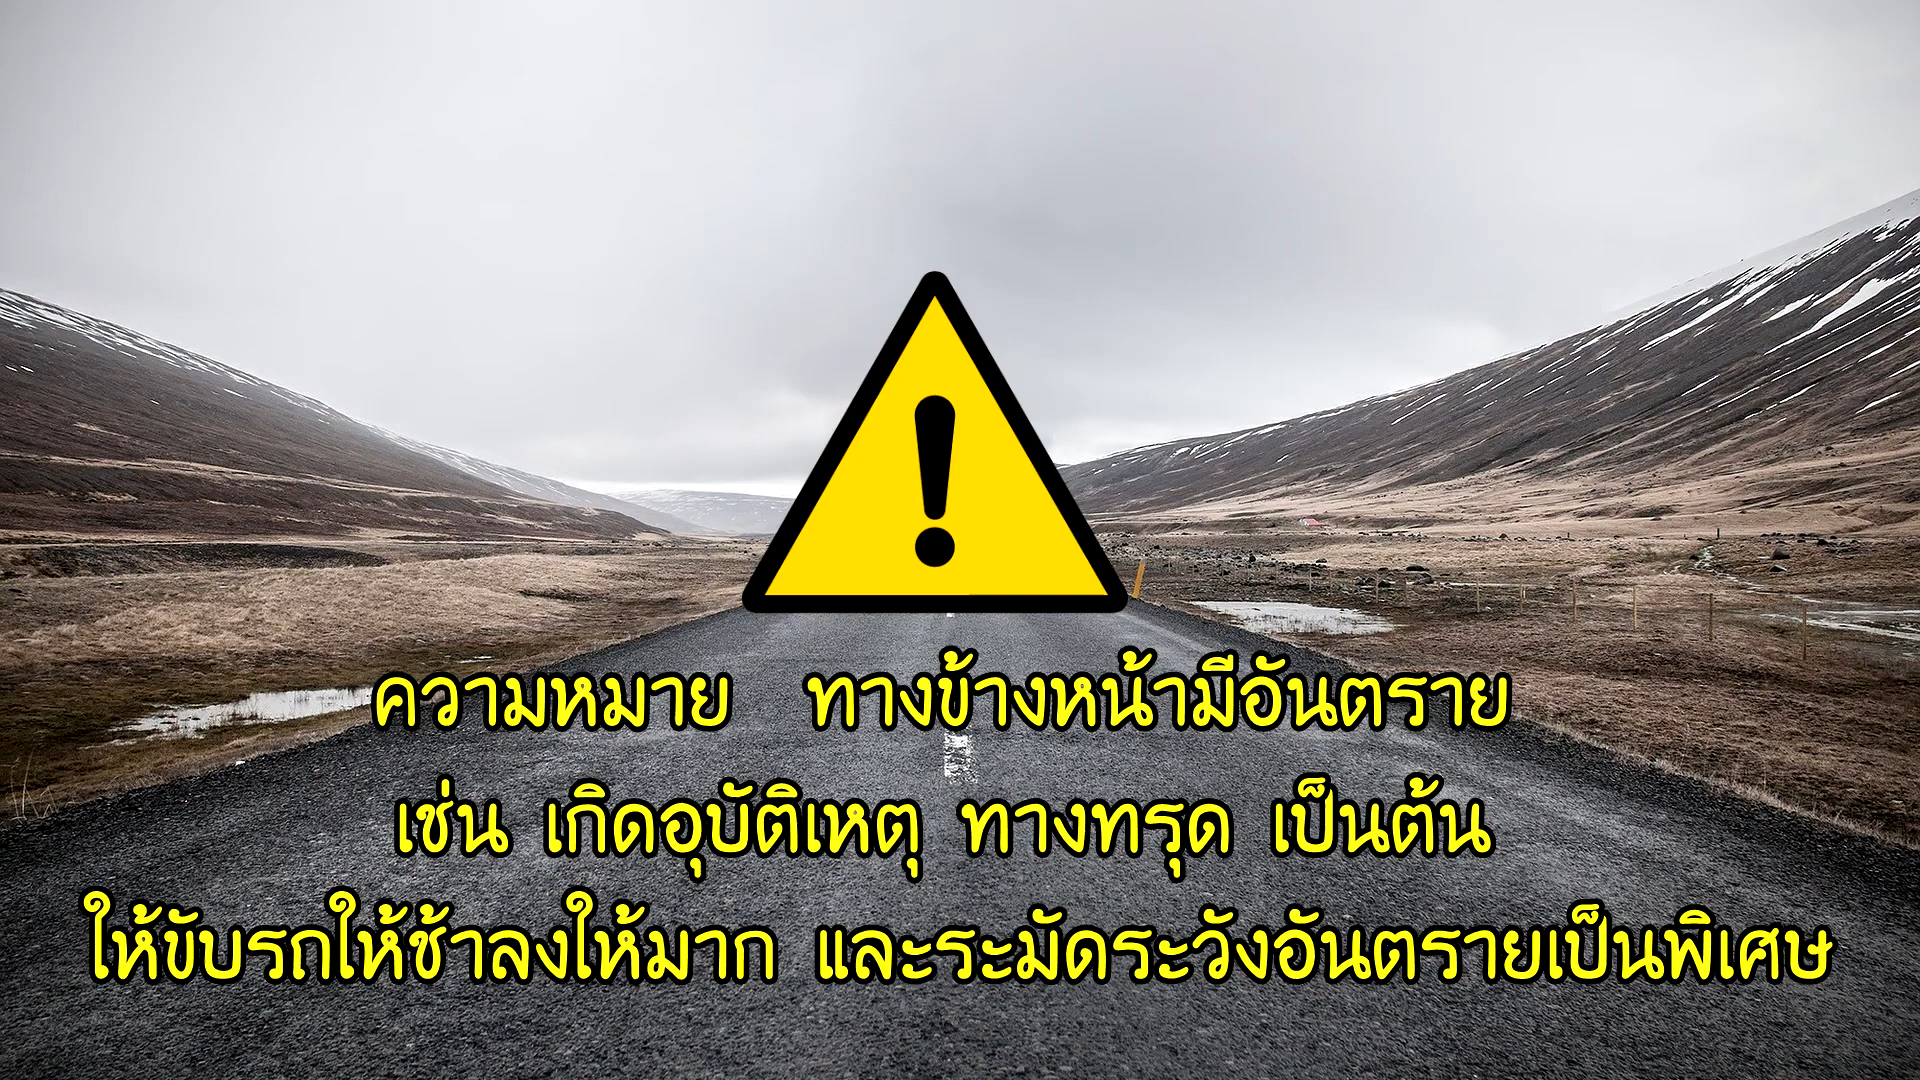 ความหมาย ทางข้างหน้ามีอันตราย
เช่น เกิดอุบัติเหตุ ทางทรุด เป็นต้น
ให้ขับรถให้ช้าลงให้มาก และระมัดระวังอันตรายเป็นพิเศษ